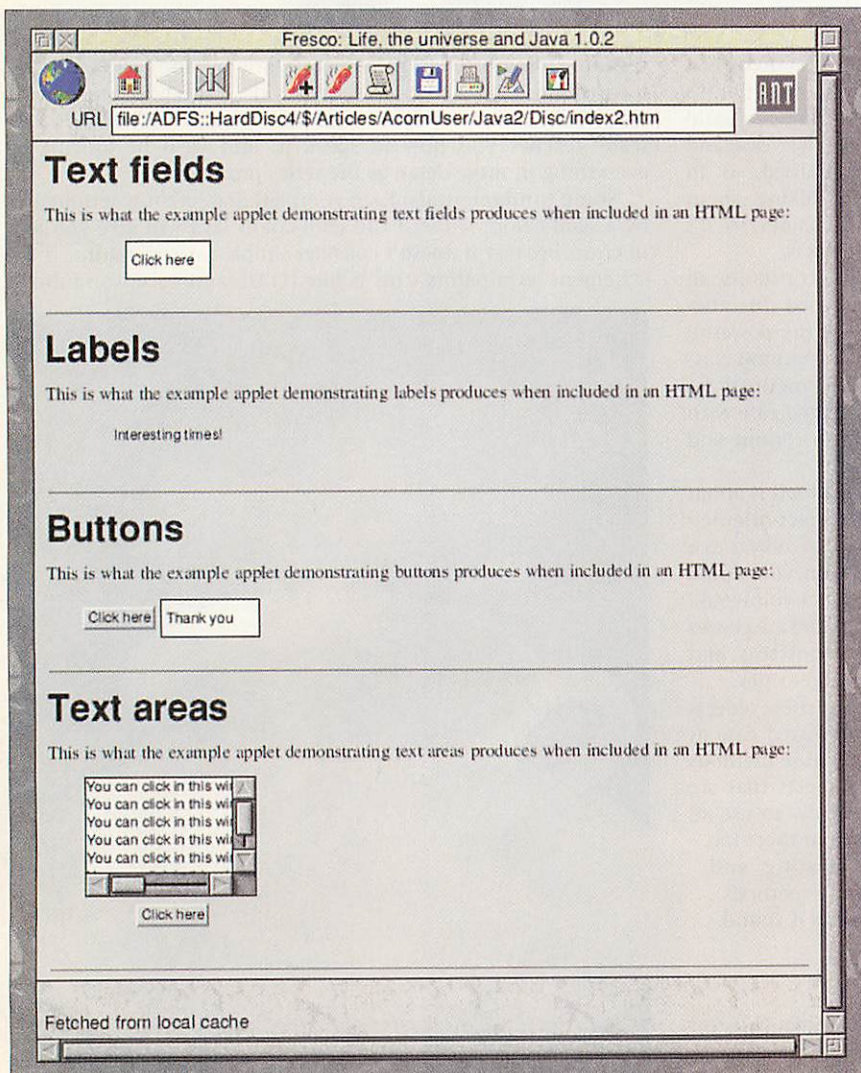 Fresco: Life, the universe and Java 1.0.2
ANT
URL file:/ADFS::HardDisc4/$/Articles/AcornUser/Java2/Disc/index2.htm
Text fields
This is what the example applet demonstrating text fields produces when included in an HTML page:
Click here
Labels
This is what the example applet demonstrating labels produces when included in an HTML page:
Interesting times!
Buttons
This is what the example applet demonstrating buttons produces when included in an HTML page:
Click here Thank you
Text areas
This is what the example applet demonstrating text areas produces when included in an HTML page:
You can click in this wi
You can click in this wi
You can click in this wi
You can click in this wi
You can click in this wi
Click here
Fetched from local cache